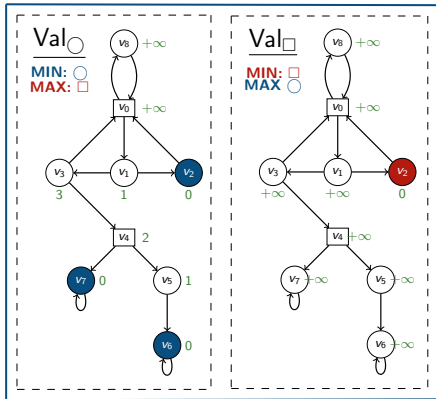 Val○
MIN: ○
MAX: □
v8 +∞
v0 +∞
v3 v1 v2
3 1 0
v4 2
v7 0 v5 1
v6 0
Val□
MIN: □
MAX ○
v8 +∞
v0 +∞
v3 v1 v2
+∞ +∞ 0
v4 +∞
v7 +∞ v5 +∞
v6 +∞